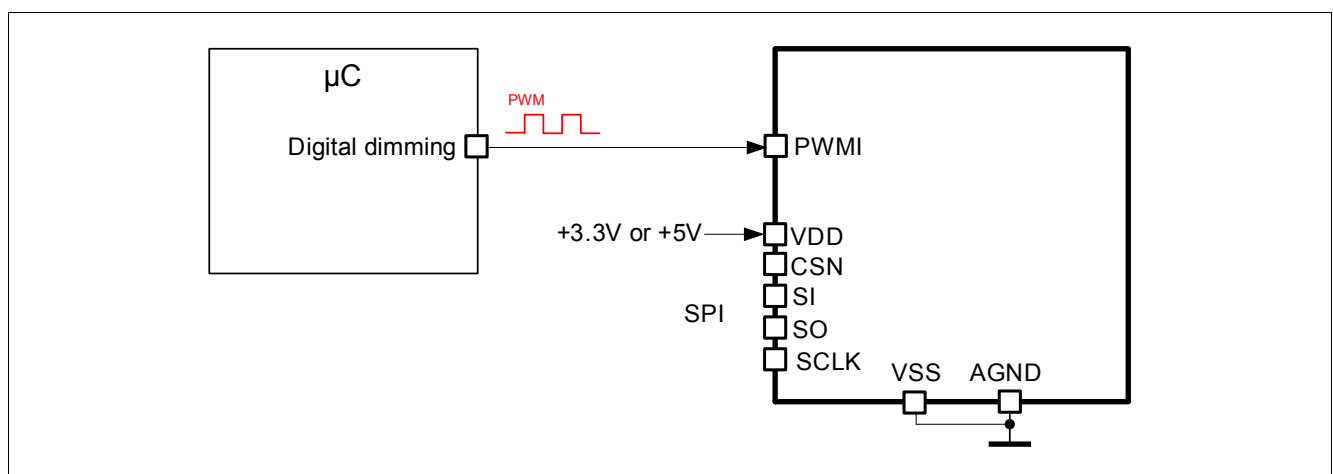 µC
PWM
Digital dimming
PWMI
+3.3V or +5V
VDD
CSN
SI
SPI
SO
SCLK
VSS AGND